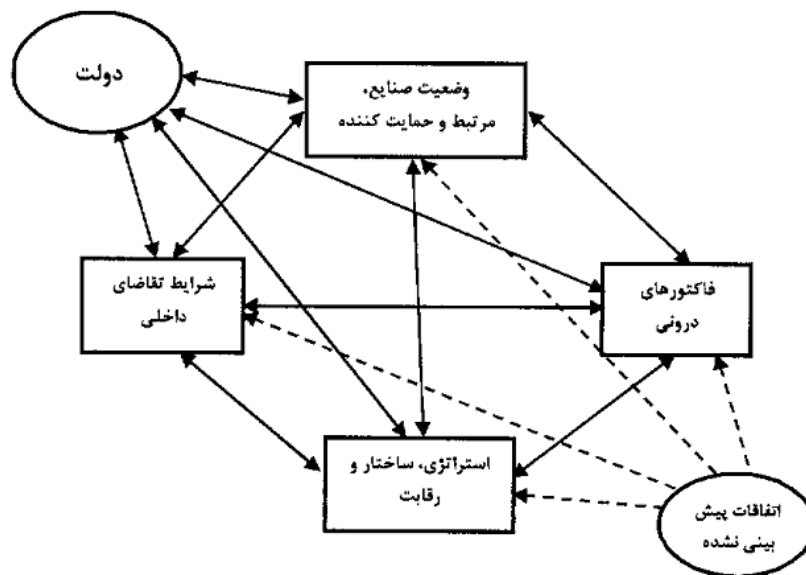 دولت
وضعیت صنایع،
مرتبط و حمایت کننده
شرایط تقاضای
داخلی
فاکتورهای
درونی
استراتژی، ساختار و
رقابت
اتفاقات پیش
بینی نشده